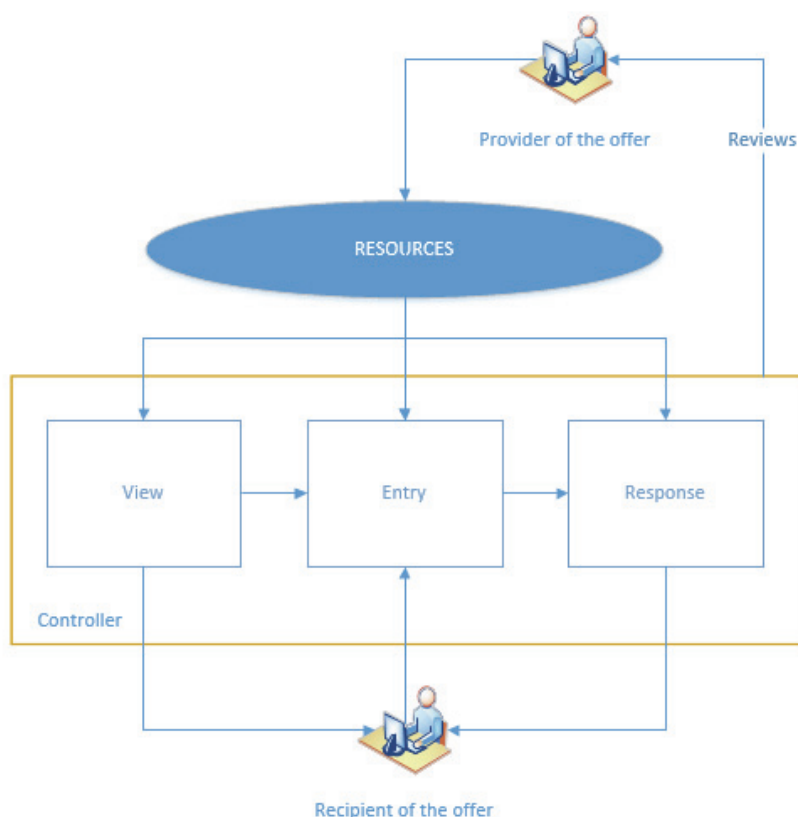 Provider of the offer
Reviews
RESOURCES
View
Entry
Response
Controller
Recipient of the offer